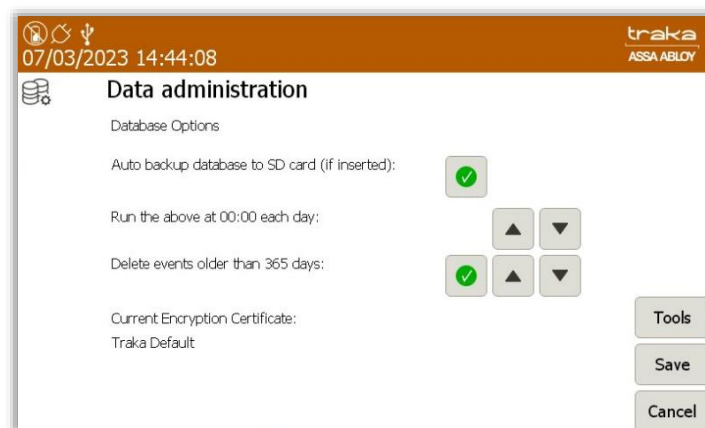 07/03/2023 14:44:08
traka
ASSA ABLOY
Data administration
Database Options
Auto backup database to SD card (if inserted):
Run the above at 00:00 each day:
Delete events older than 365 days:
Current Encryption Certificate:
Traka Default
Tools
Save
Cancel